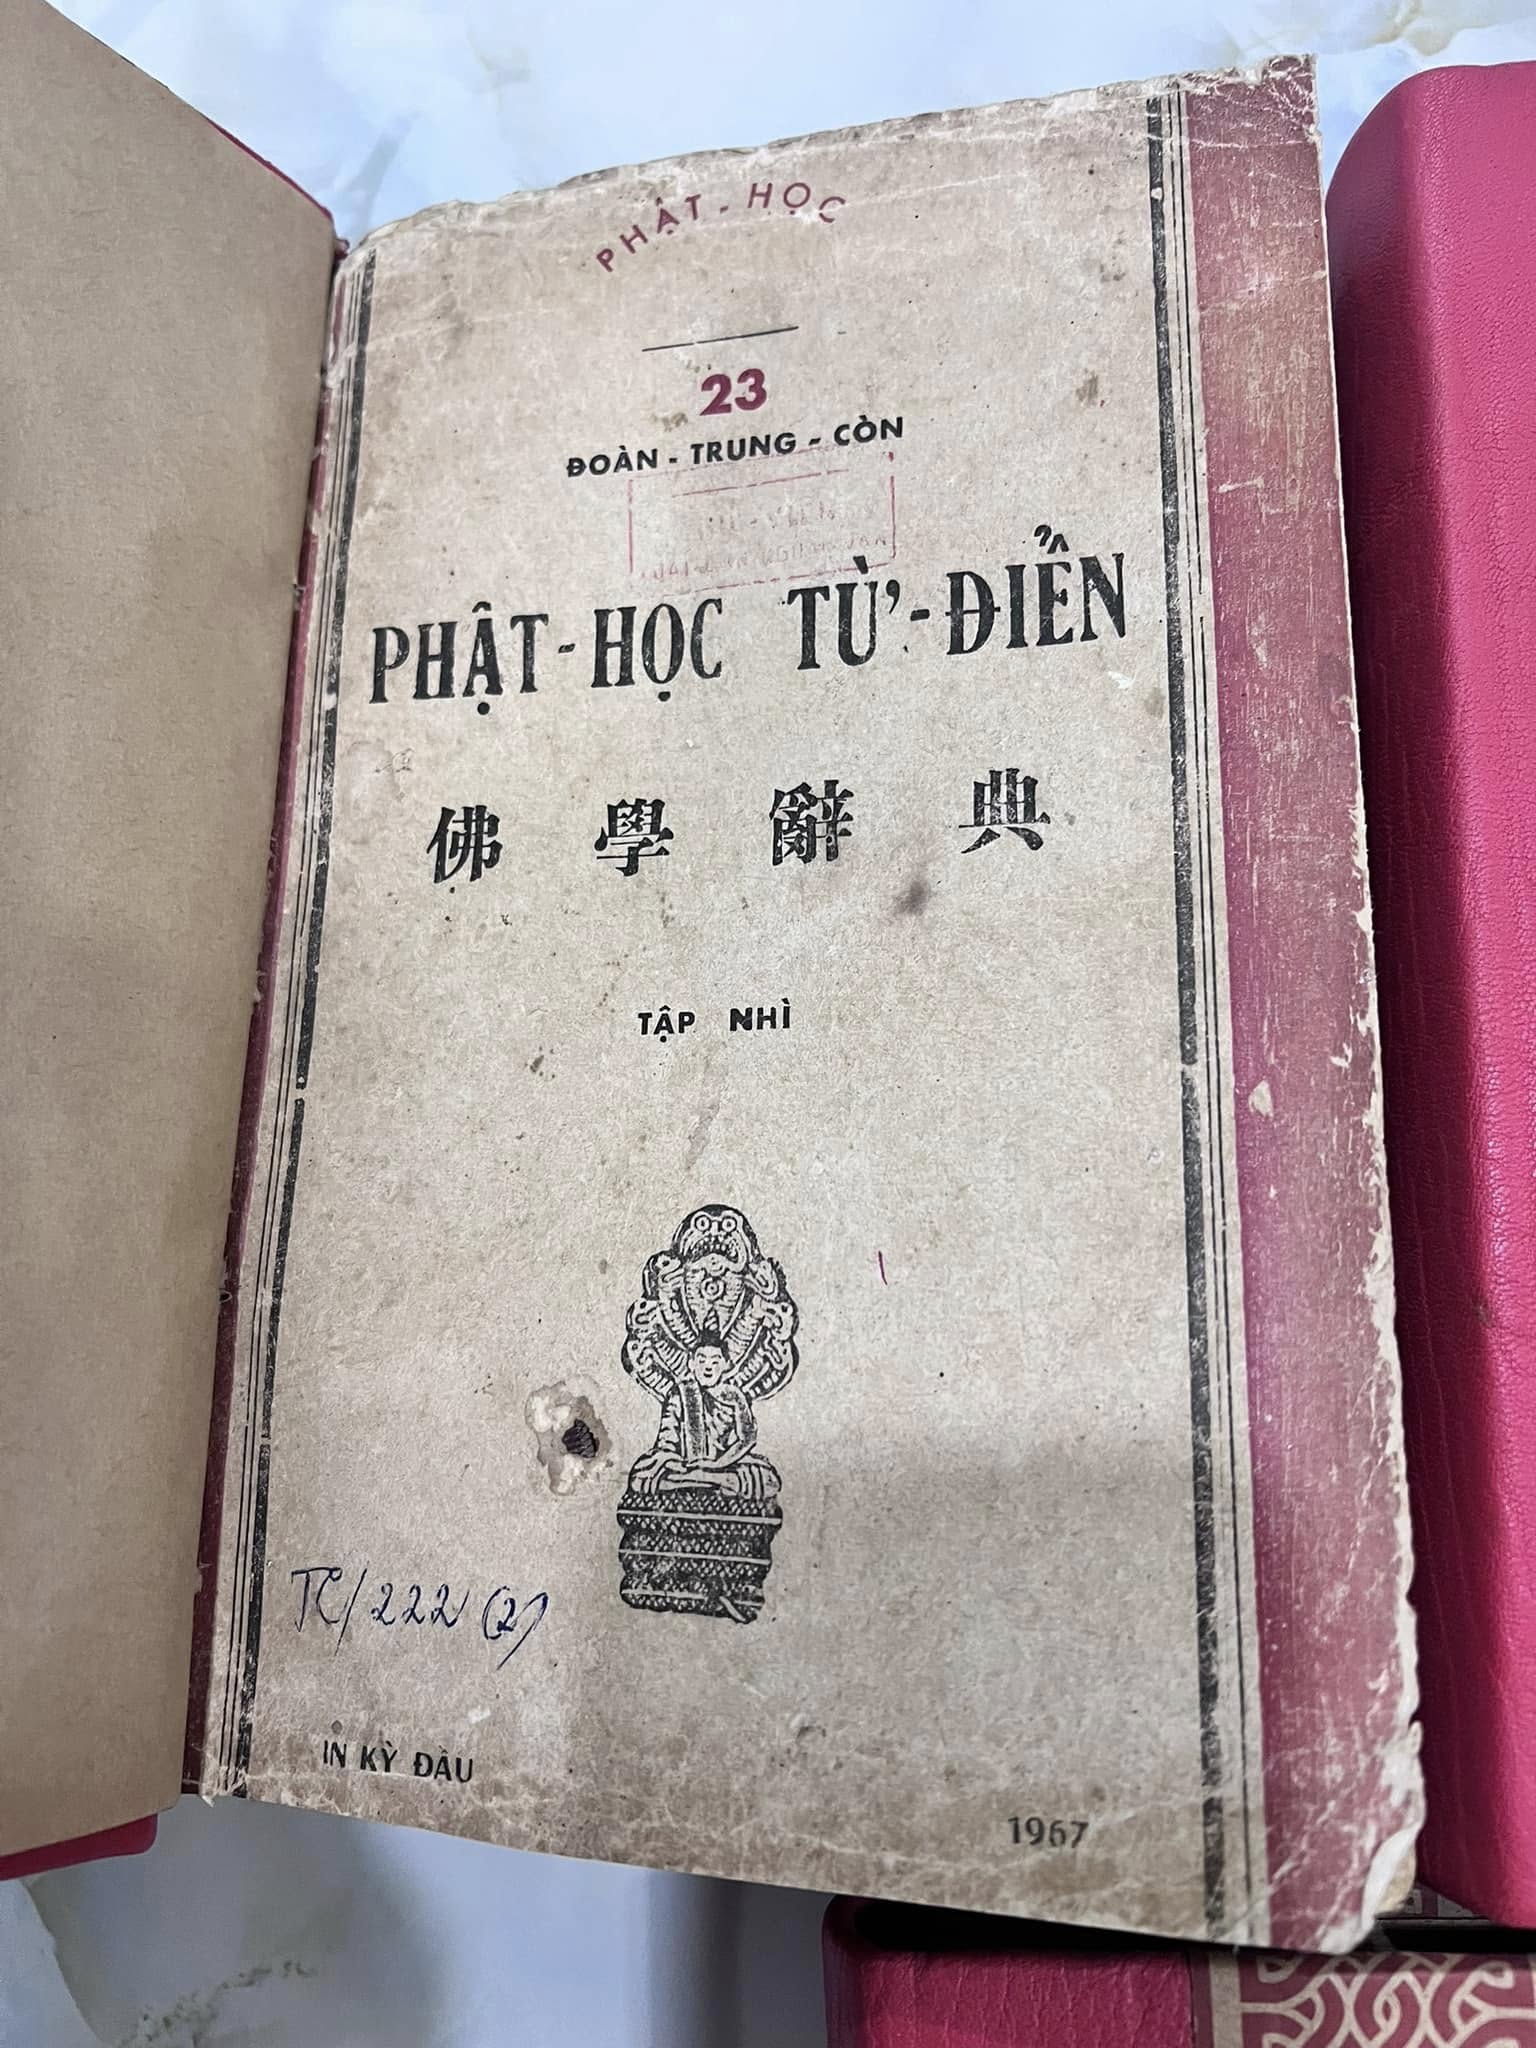 PHẬT - HỌC
23
ĐOÀN - TRUNG - CÒN
PHẬT - HỌC TỪ - ĐIỂN
佛 學 辭 典
TẬP NHÌ
TC/222 (2)
IN KỲ ĐẦU
1967